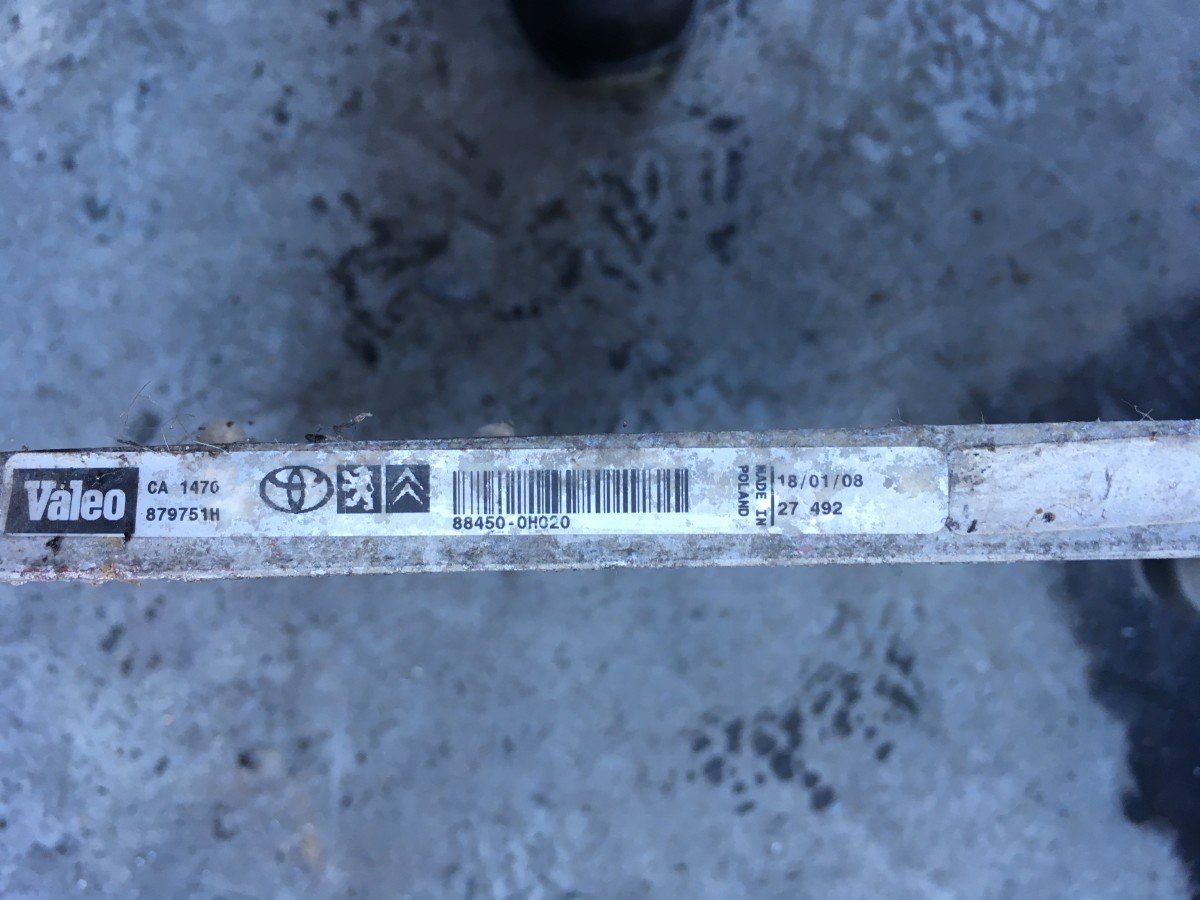 Valeo
CA 1470
879751H
88450-0H020
MADE IN
POLAND
18/01/08
27 492